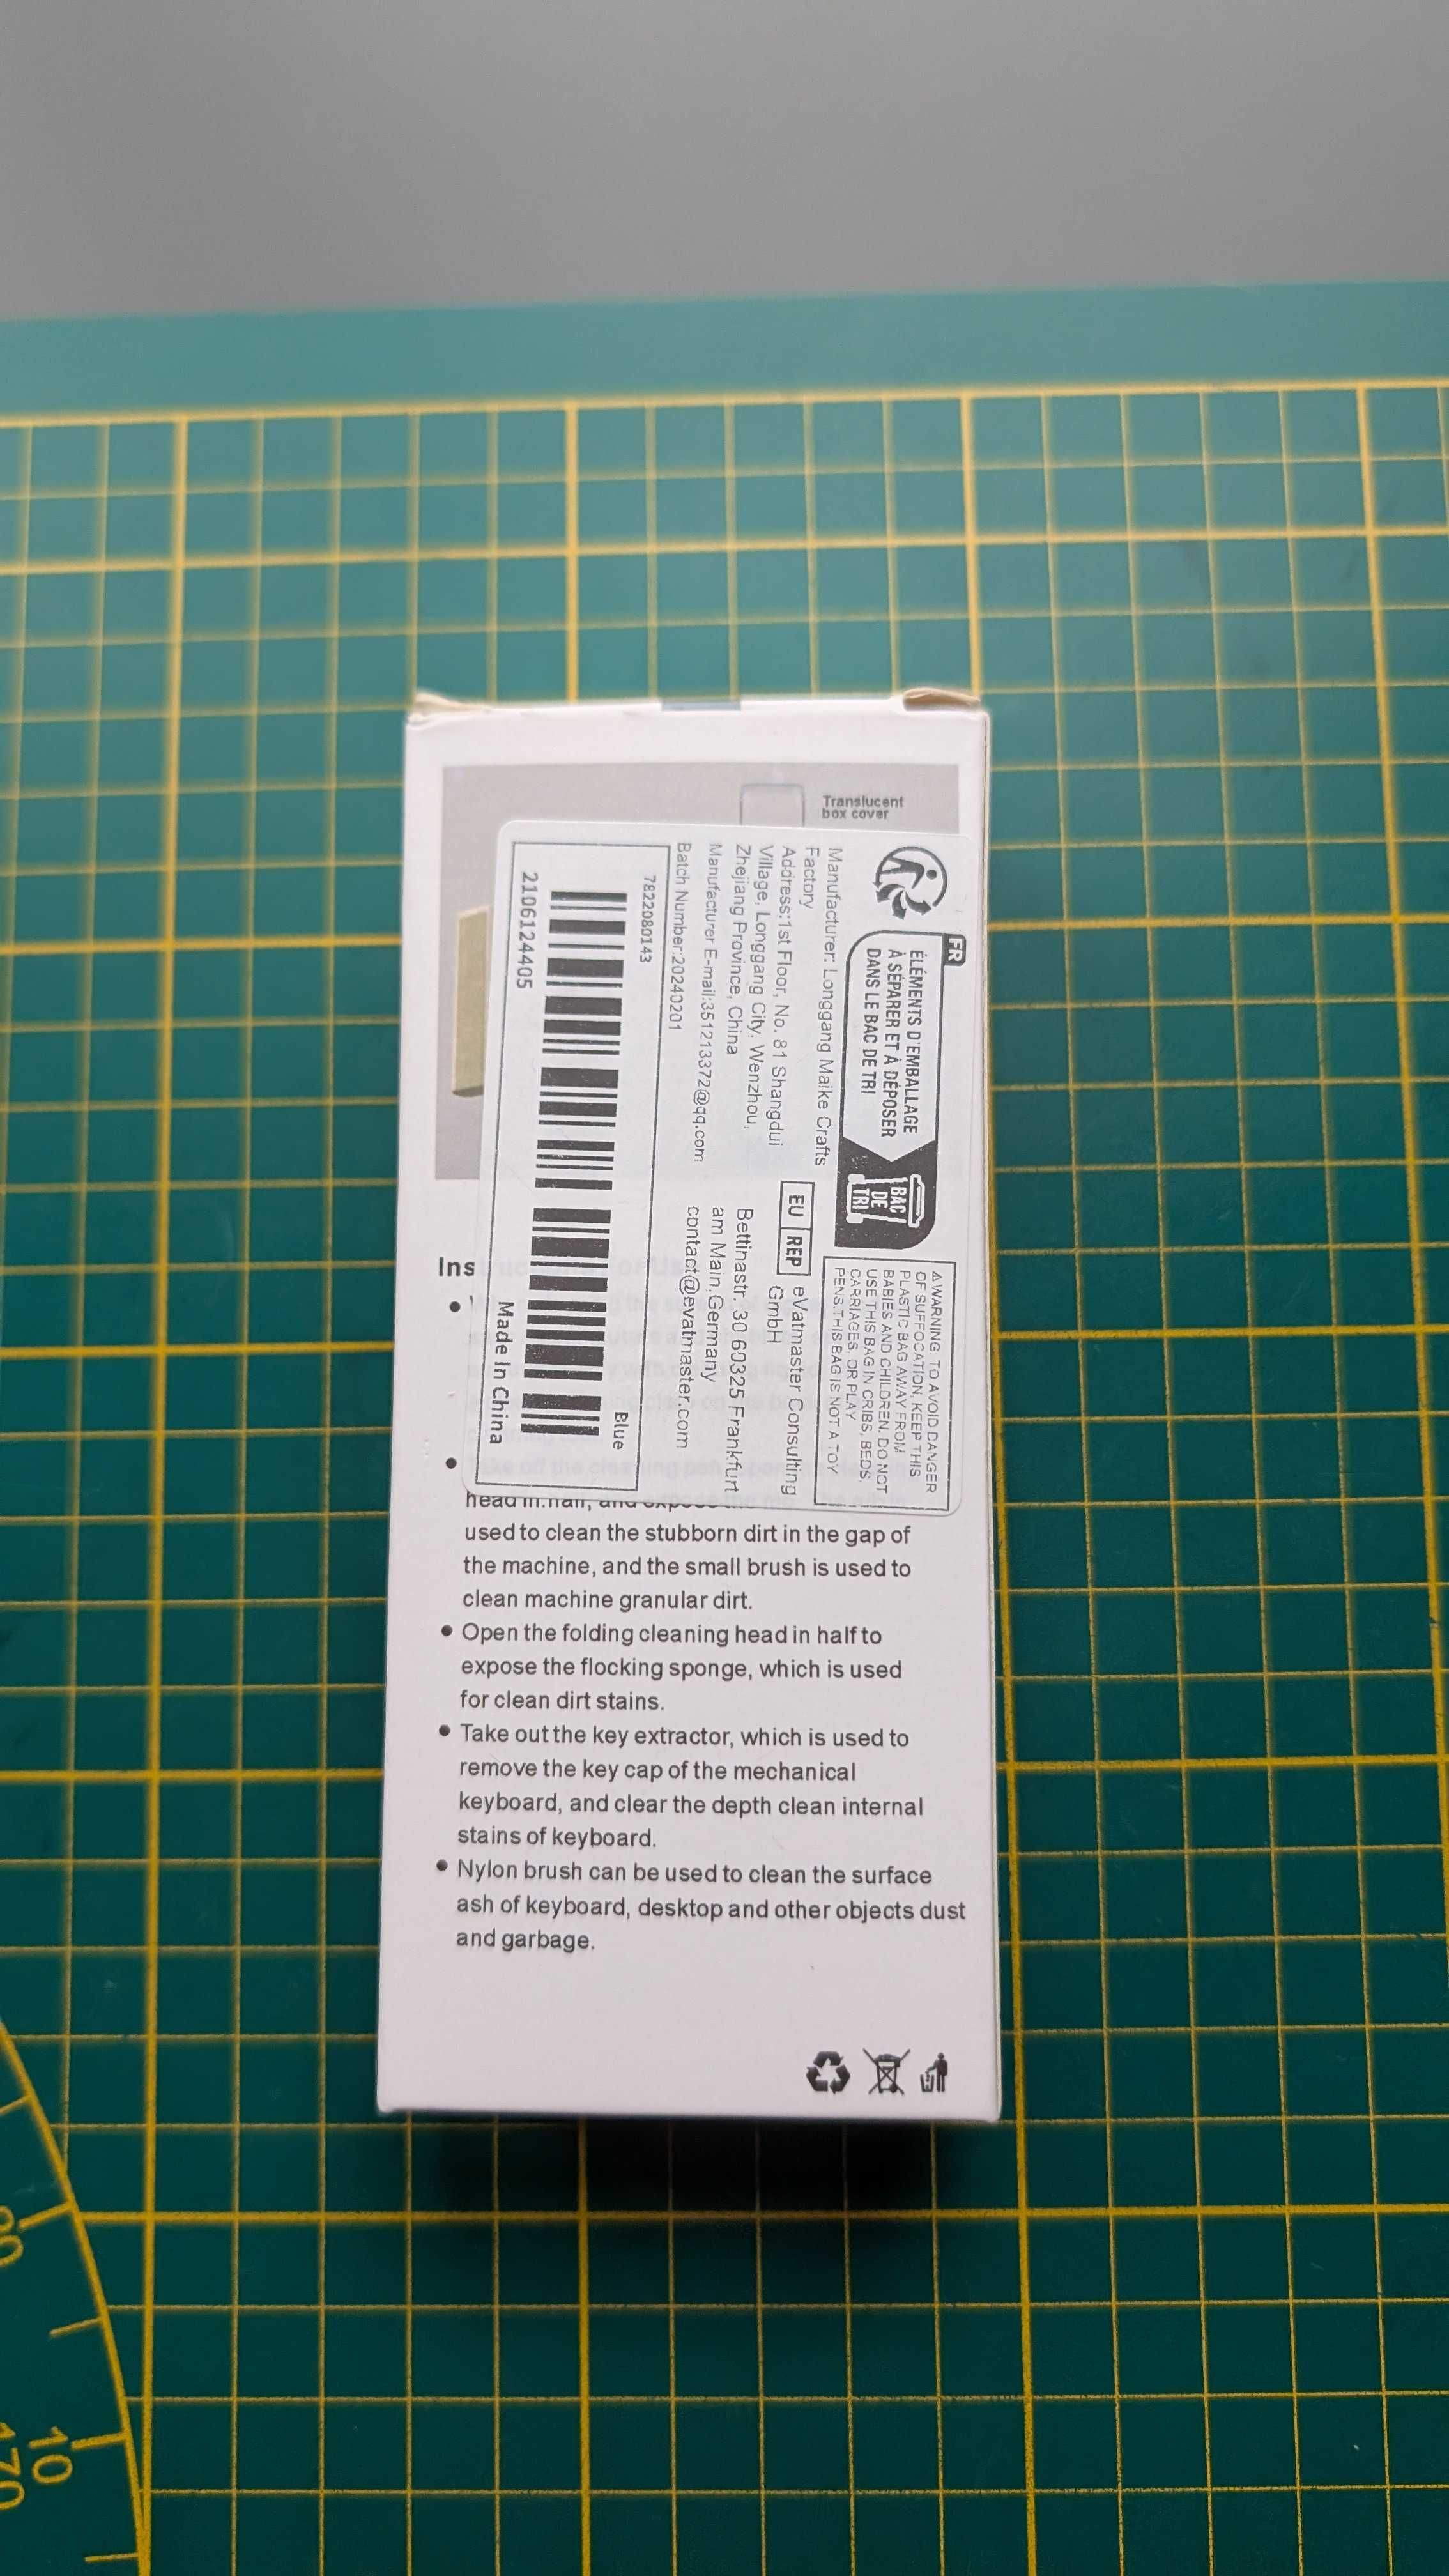 Translucent
box cover
FR
ÉLÉMENTS D'EMBALLAGE
À SÉPARER ET À DÉPOSER
DANS LE BAC DE TRI
BAC
DE
TRI
⚠WARNING: TO AVOID DANGER
OF SUFFOCATION, KEEP THIS
PLASTIC BAG AWAY FROM
BABIES AND CHILDREN. DO NOT
USE THIS BAG IN CRIBS, BEDS,
CARRIAGES, OR PLAY
PENS.THIS BAG IS NOT A TOY
Manufacturer: Longgang Maike Crafts
Factory
Address:1st Floor, No. 81 Shangdui
Village, Longgang City, Wenzhou,
Zhejiang Province, China
Manufacturer E-mail:351213372@qq.com
Batch Number:20240201
EU REP
eVatmaster Consulting
GmbH
Bettinastr. 30 60325 Frankfurt
am Main,Germany
contact@evatmaster.com
7822080143
Blue
2106124405
Made In China
Ins
head in half, and
used to clean the stubborn dirt in the gap of
the machine, and the small brush is used to
clean machine granular dirt.
● Open the folding cleaning head in half to
expose the flocking sponge, which is used
for clean dirt stains.
● Take out the key extractor, which is used to
remove the key cap of the mechanical
keyboard, and clear the depth clean internal
stains of keyboard.
● Nylon brush can be used to clean the surface
ash of keyboard, desktop and other objects dust
and garbage.
10
170